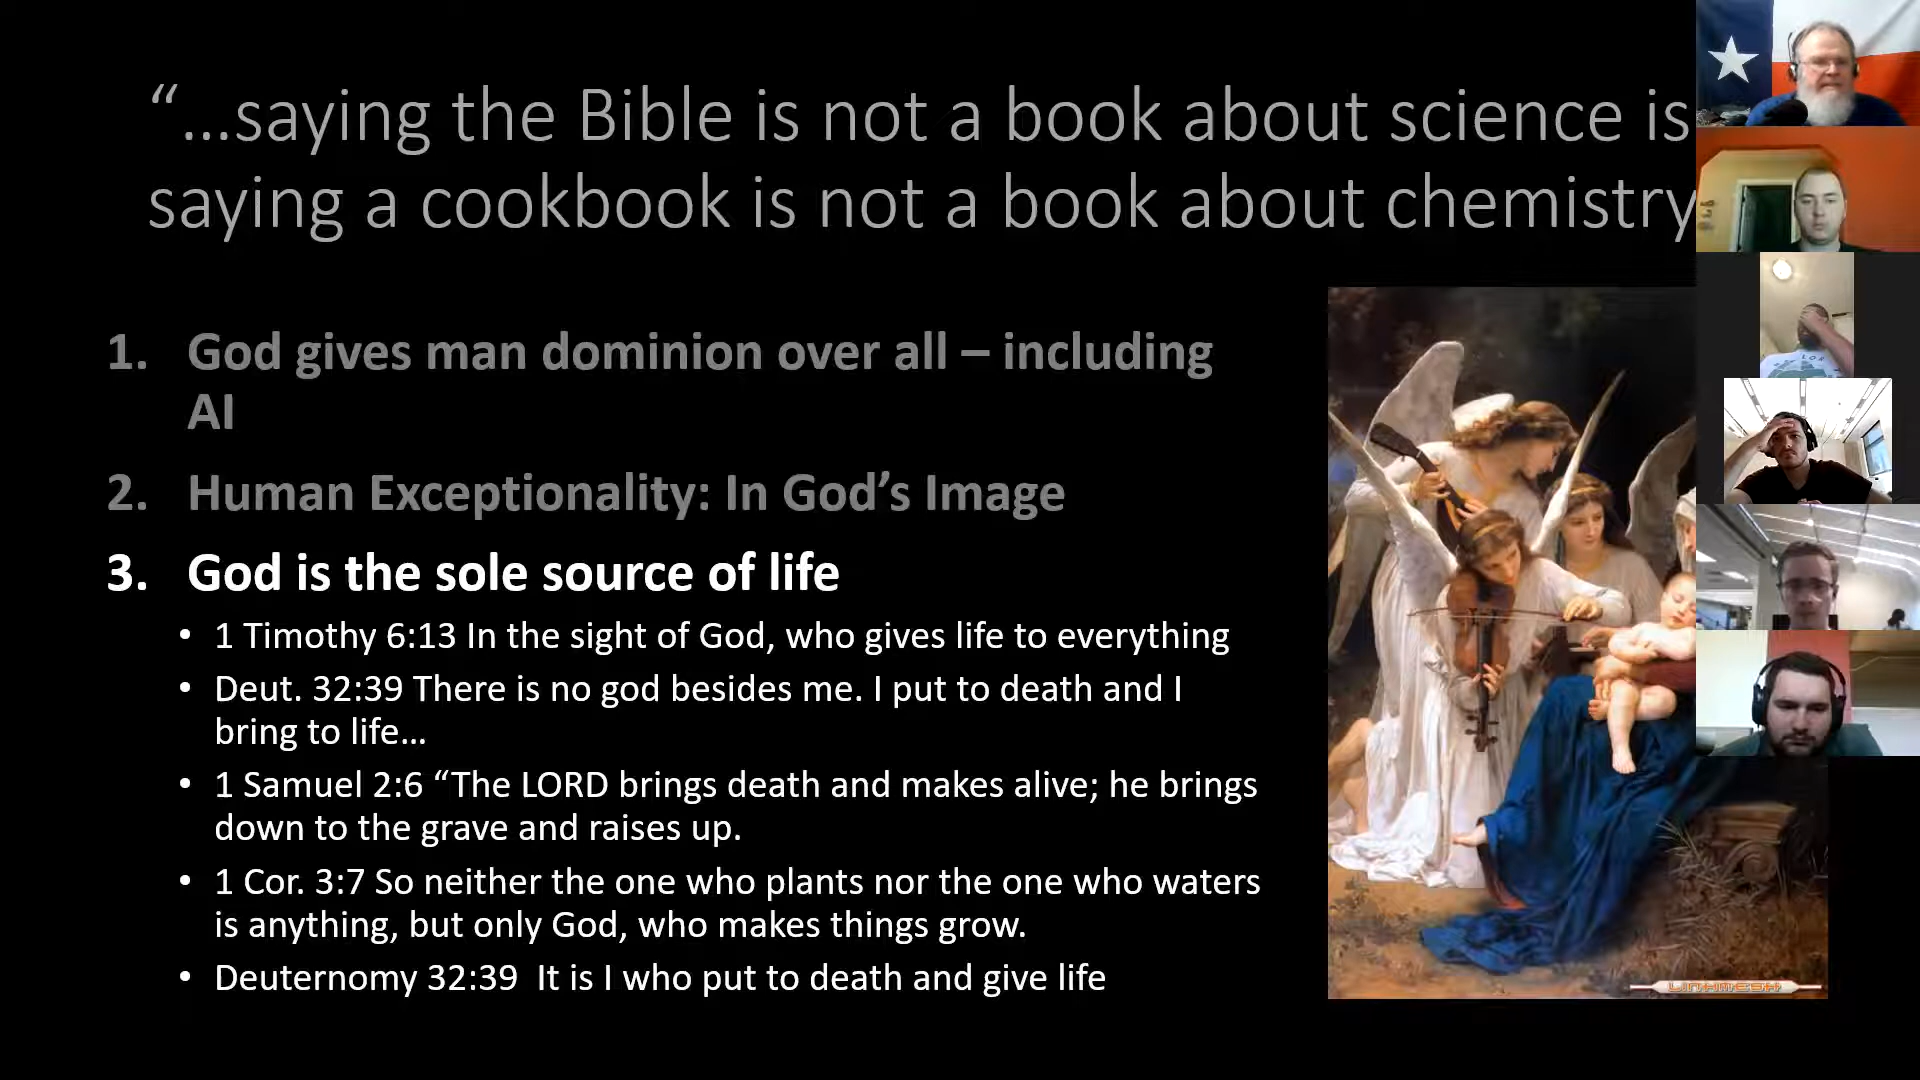 “...saying the Bible is not a book about science is
saying a cookbook is not a book about chemistry
1. God gives man dominion over all – including
AI
2. Human Exceptionality: In God’s Image
3. God is the sole source of life
• 1 Timothy 6:13 In the sight of God, who gives life to everything
• Deut. 32:39 There is no god besides me. I put to death and I
bring to life...
• 1 Samuel 2:6 “The LORD brings death and makes alive; he brings
down to the grave and raises up.
• 1 Cor. 3:7 So neither the one who plants nor the one who waters
is anything, but only God, who makes things grow.
• Deuternomy 32:39  It is I who put to death and give life